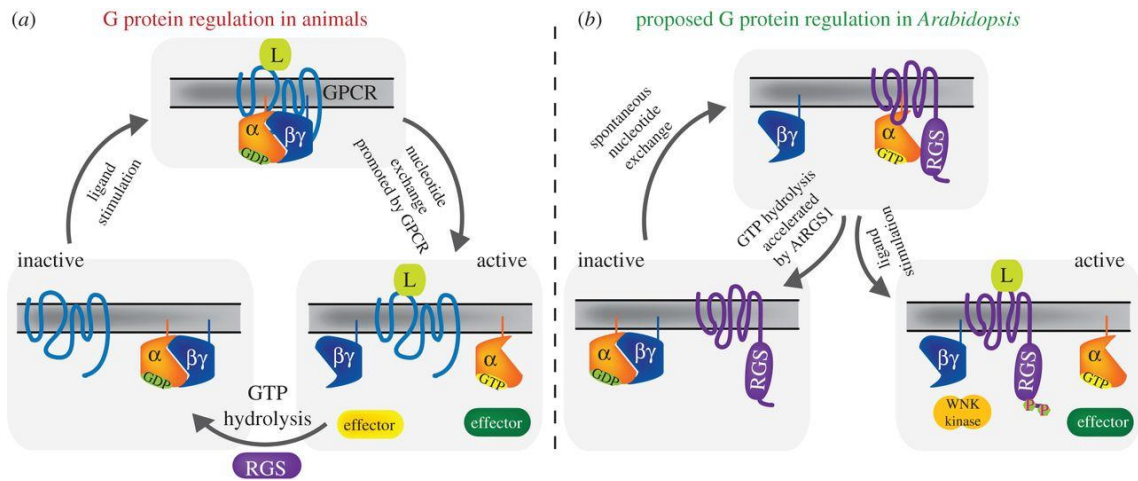 (a) G protein regulation in animals
L
GPCR
α
βγ
GDP
ligand
stimulation
nucleotide
exchange
promoted by GPCR
inactive
α
βγ
GDP
active
L
βγ
α
GTP
GTP
hydrolysis
effector
effector
RGS
(b) proposed G protein regulation in Arabidopsis
βγ
α
GTP
RGS
spontaneous
nucleotide
exchange
GTP hydrolysis
accelerated
by AtRGS1
ligand
stimulation
inactive
α
βγ
GDP
RGS
active
L
βγ
RGS
α
GTP
P
P
WNK
kinase
effector